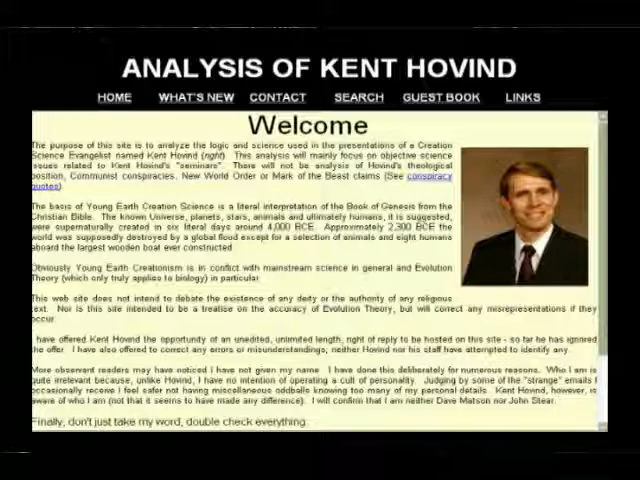 ANALYSIS OF KENT HOVIND
HOME WHAT'S NEW CONTACT SEARCH GUEST BOOK LINKS
Welcome
The purpose of this site is to analyze the logic and science used in the presentations of a Creation
Science Evangelist named Kent Hovind (right). This analysis will mainly focus on objective science
issues related to Kent Hovind's "seminars". There will not be analysis of Hovind's theological
position, Communist conspiracies, New World Order or Mark of the Beast claims (See conspiracy
quotes)
The basis of Young Earth Creation Science is a literal interpretation of the Book of Genesis from the
Christian Bible. The known Universe, planets, stars, animals and ultimately humans, it is suggested,
were supernaturally created in six literal days around 4,000 BCE. Approximately 2,300 BCE the
world was supposedly destroyed by a global flood except for a selection of animals and eight humans
aboard the largest wooden boat ever constructed
Obviously Young Earth Creationism is in conflict with mainstream science in general and Evolution
Theory (which only truly applies to biology) in particular
This web site does not intend to debate the existence of any deity or the authority of any religious
text. Nor is this site intended to be a treatise on the accuracy of Evolution Theory, but will correct any misrepresentations if they
occur
I have offered Kent Hovind the opportunity of an unedited, unlimited length, right of reply to be hosted on this site - so far he has ignored
the offer. I have also offered to correct any errors or misunderstandings, neither Hovind nor his staff have attempted to identify any.
More observant readers may have noticed I have not given my name. I have done this deliberately for numerous reasons. Who I am is
quite irrelevant because, unlike Hovind, I have no intention of operating a cult of personality. Judging by some of the "strange" emails I
occasionally receive I feel safer not having miscellaneous oddballs knowing too many of my personal details. Kent Hovind, however, is
aware of who I am (not that it seems to have made any difference). I will confirm that I am neither Dave Matson nor John Stear.
Finally, don't just take my word, double check everything.